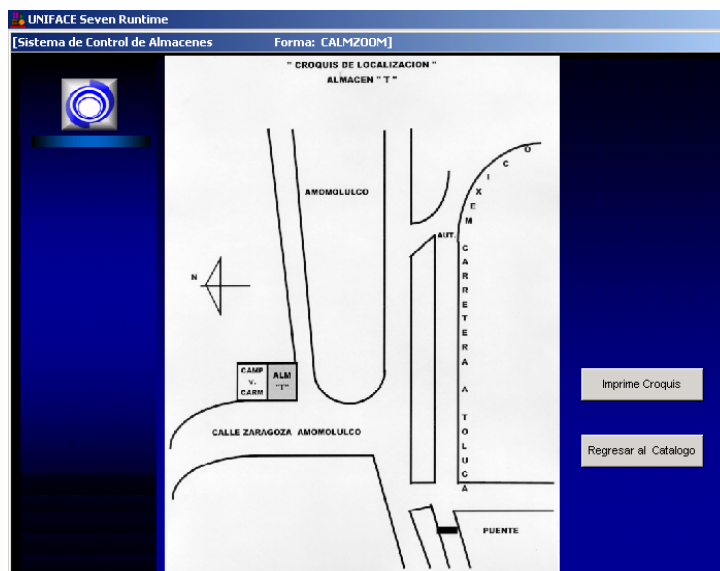 UNIFACE Seven Runtime
[Sistema de Control de Almacenes Forma: CALMZOOM]
" CROQUIS DE LOCALIZACION "
ALMACEN " T "
AMOMOLULCO
AUT. MEXICO
CARRETERA A TOLUCA
N
CAMP V. CARM
ALM "T"
CALLE ZARAGOZA AMOMOLULCO
PUENTE
Imprime Croquis
Regresar al Catalogo